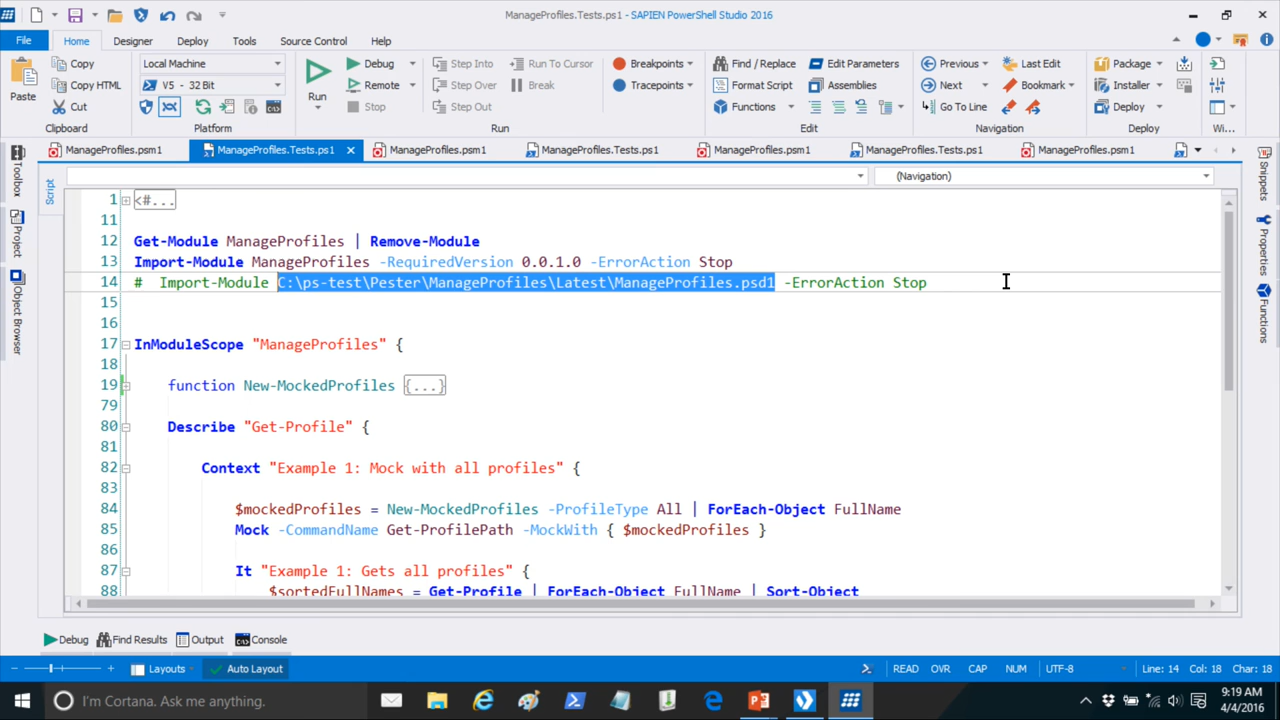 ManageProfiles.Tests.ps1 - SAPIEN PowerShell Studio 2016
File Home Designer Deploy Tools Source Control Help
Paste Copy Copy HTML Cut Clipboard
Local Machine
V5 - 32 Bit
Platform
Run Debug Remote Stop Step Into Step Over Step Out Run To Cursor Break Breakpoints Tracepoints Run
Find / Replace Special Insert Functions Edit Parameters Assemblies Edit
Previous Next Go To Line Last Edit Bookmark Navigation
Package Installer Deploy Deploy
Wi...
ManageProfiles.psm1 ManageProfiles.Tests.ps1 ManageProfiles.psm1 ManageProfiles.Tests.ps1 ManageProfiles.psm1 ManageProfiles.Tests.ps1 ManageProfiles.psm1
Toolbox
Project
Object Browser
Script
(Navigation)
Snippets
Properties
Functions
1 <#...
11
12 Get-Module ManageProfiles | Remove-Module
13 Import-Module ManageProfiles -RequiredVersion 0.0.1.0 -ErrorAction Stop
14 # Import-Module C:\ps-test\Pester\ManageProfiles\Latest\ManageProfiles.psd1 -ErrorAction Stop
15
16
17 InModuleScope "ManageProfiles" {
18
19 function New-MockedProfiles {...}
79
80 Describe "Get-Profile" {
81
82 Context "Example 1: Mock with all profiles" {
83
84 $mockedProfiles = New-MockedProfiles -ProfileType All | ForEach-Object FullName
85 Mock -CommandName Get-ProfilePath -MockWith { $mockedProfiles }
86
87 It "Example 1: Gets all profiles" {
88 $sortedFullNames = Get-Profile | ForEach-Object FullName | Sort-Object
Debug Find Results Output Console
Layouts Auto Layout READ OVR CAP NUM UTF-8 Line: 14 Col: 18 Char: 18
I'm Cortana. Ask me anything.
9:19 AM
4/4/2016